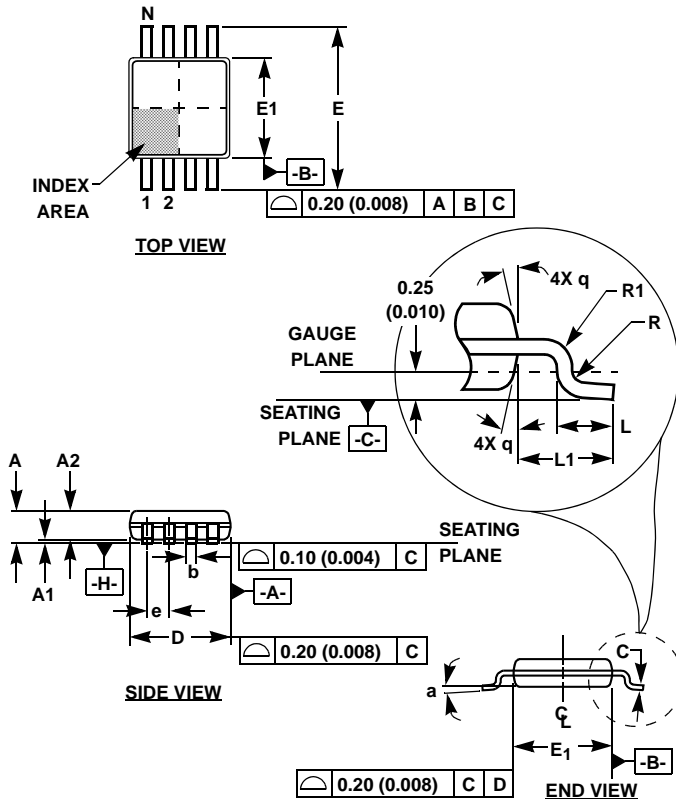 N
E1
E
-B-
INDEX
AREA
1 2
0.20 (0.008) A B C
TOP VIEW
0.25
(0.010)
4X q
R1
R
GAUGE
PLANE
SEATING
PLANE
-C-
4X q
L
L1
A A2
SEATING
PLANE
A1
-H-
b
0.10 (0.004) C
-A-
e
D
0.20 (0.008) C
SIDE VIEW
C
a
CL
E1
-B-
0.20 (0.008) C D
END VIEW